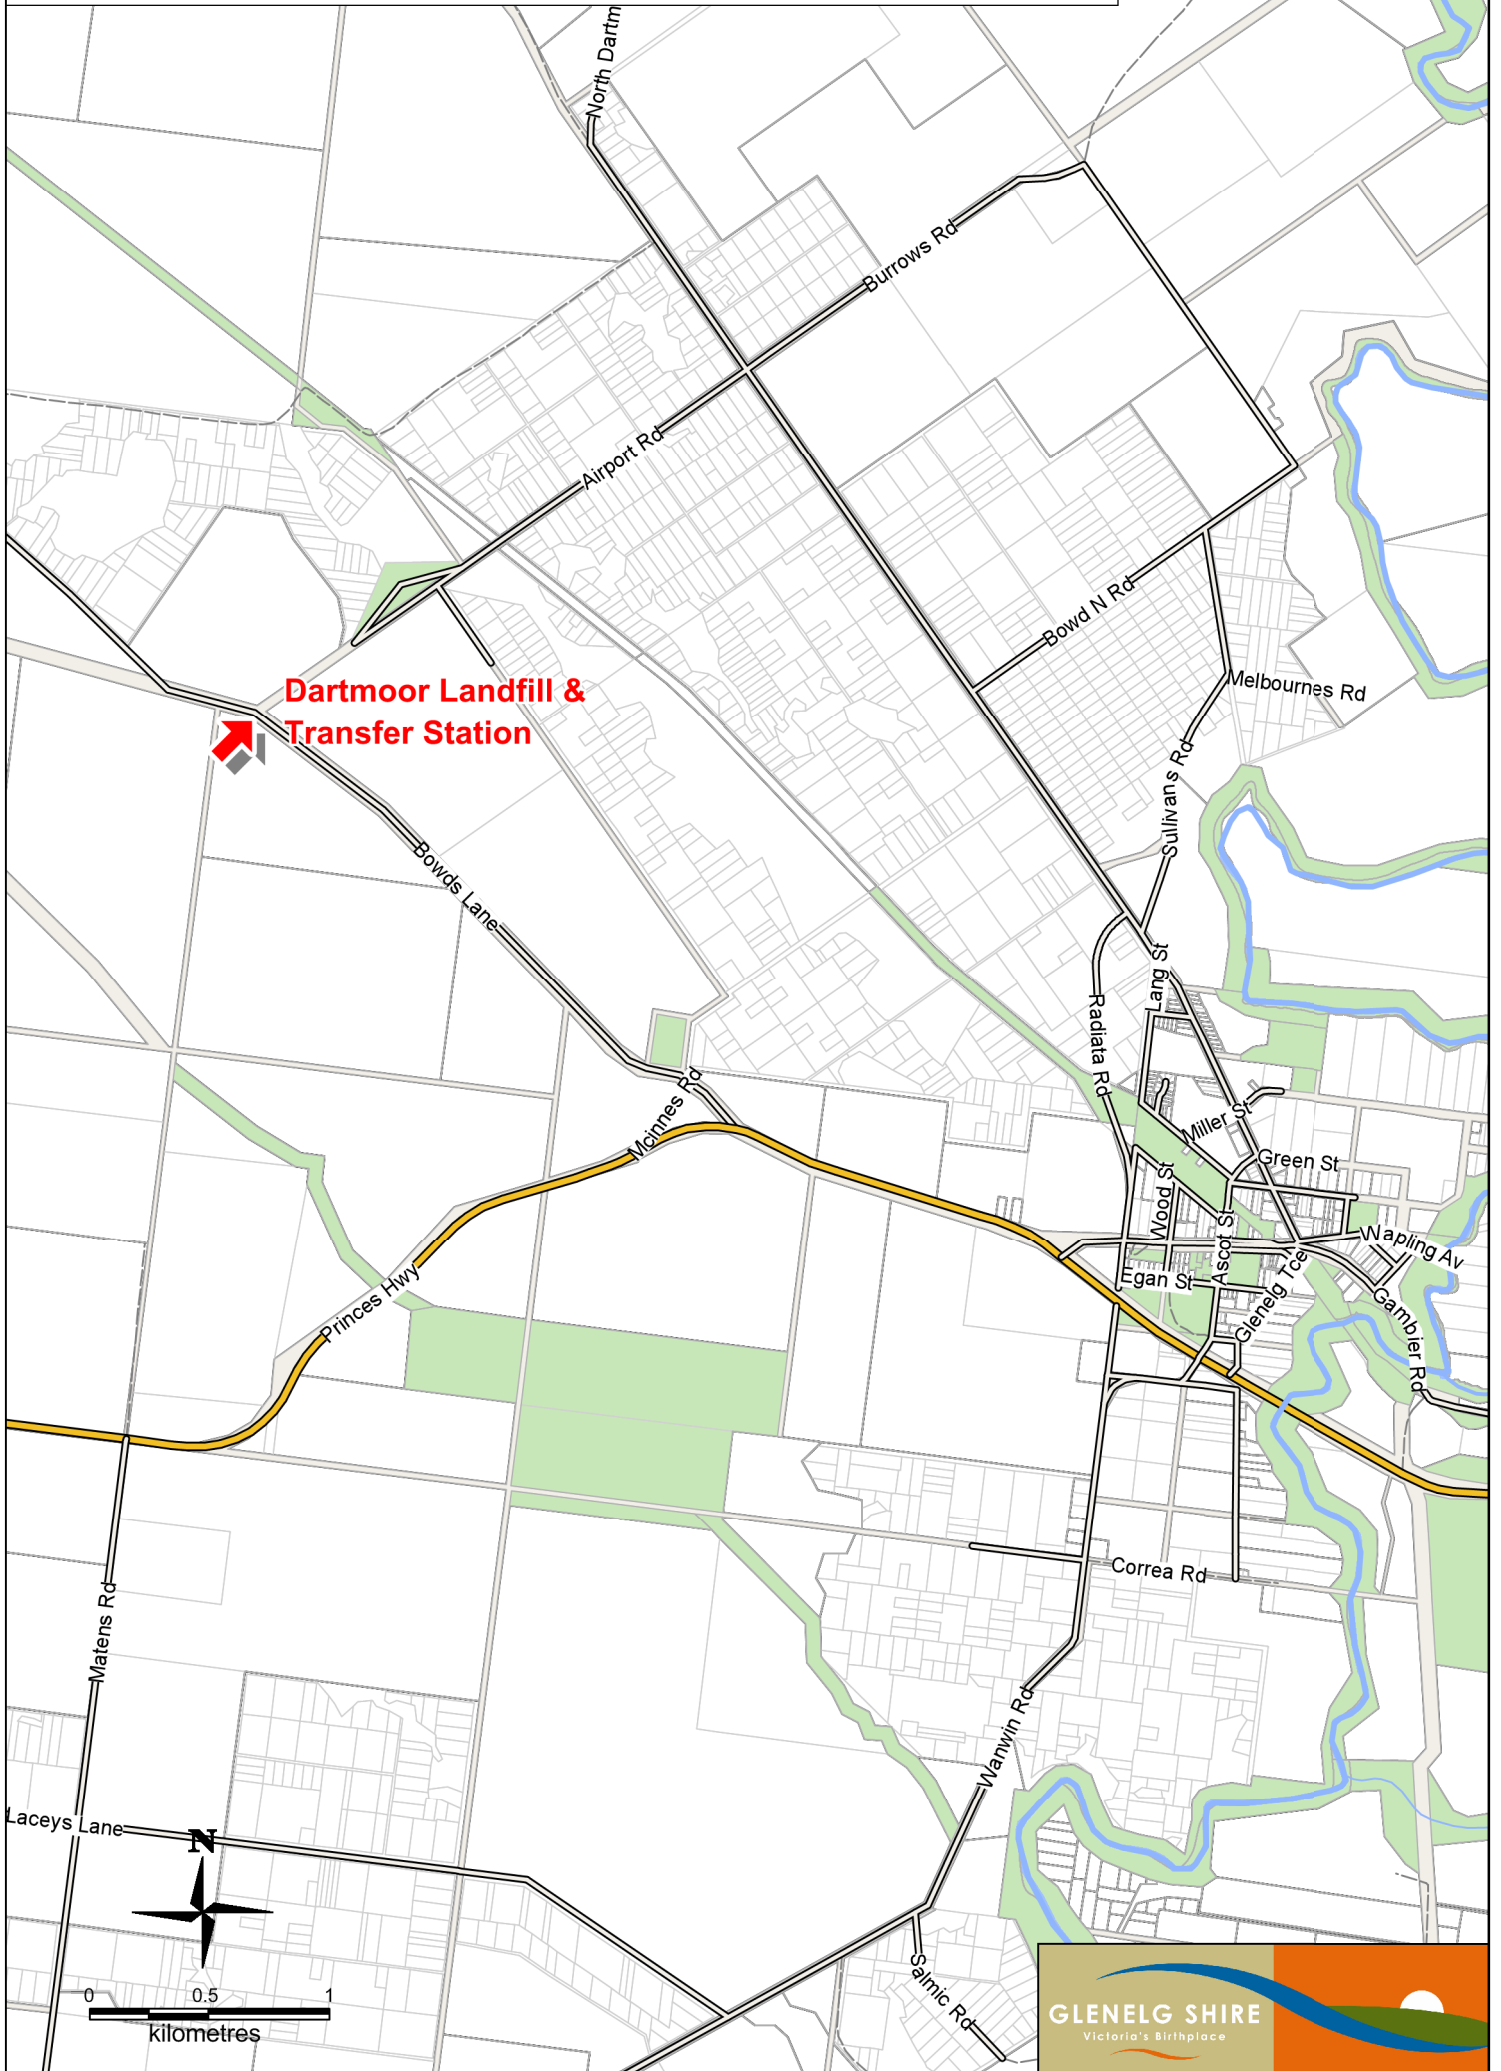 North Dartm
Burrows Rd
Airport Rd
Bowd N Rd
Melbournes Rd
Dartmoor Landfill &
Transfer Station
Sullivans Rd
Bowds Lane
Lang St
Radiata Rd
Mcinnes Rd
Miller St
Green St
Wood St
Ascot St
Wapling Av
Egan St
Glenelg Tce
Princes Hwy
Gambier Rd
Correa Rd
Matens Rd
Wanwin Rd
Laceys Lane
N
Salmic Rd
0 0.5 1
kilometres
GLENELG SHIRE
Victoria's Birthplace